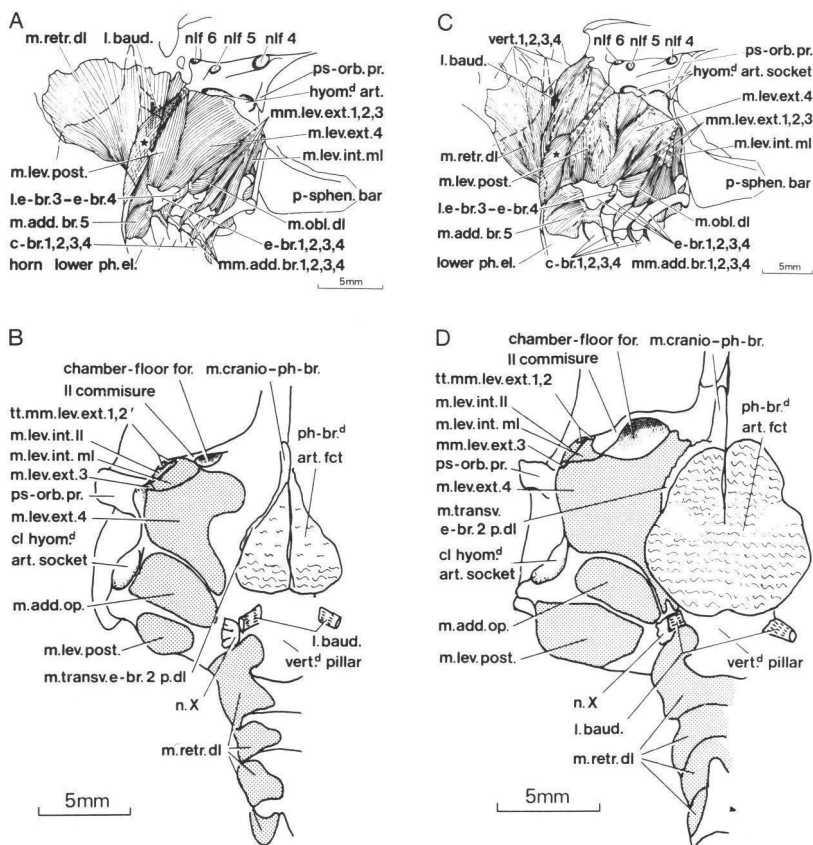 A
m.retr.dl l.baud. nlf 6 nlf 5 nlf 4
ps-orb.pr.
hyom.d art.
mm.lev.ext.1,2,3
m.lev.ext.4
m.lev.int.ml
m.lev.post.
p-sphen.bar
l.e-br.3-e-br.4
m.add.br.5
m.obl.dl
c-br.1,2,3,4
e-br.1,2,3,4
horn lower ph.el.
mm.add.br.1,2,3,4
5mm
C
vert.1,2,3,4 nlf 6 nlf 5 nlf 4
l.baud.
ps-orb.pr.
hyom.d art.socket
m.lev.ext.4
mm.lev.ext.1,2,3
m.lev.int.ml
m.retr.dl
m.lev.post.
p-sphen.bar
l.e-br.3-e-br.4
m.add.br.5
m.obl.dl
e-br.1,2,3,4
lower ph.el.
c-br.1,2,3,4 mm.add.br.1,2,3,4
5mm
B
chamber-floor for. m.cranio-ph-br.
ll commisure
tt.mm.lev.ext.1,2
m.lev.int.ll
m.lev.int.ml
m.lev.ext.3
ps-orb.pr.
m.lev.ext.4
cl hyom.d
art.socket
m.add.op.
m.lev.post.
m.transv.e-br.2 p.dl
ph-br.d
art.fct
l.baud.
vert.d pillar
n.X
m.retr.dl
5mm
D
chamber-floor for. m.cranio-ph-br.
ll commisure
tt.mm.lev.ext.1,2
m.lev.int.ll
m.lev.int.ml
mm.lev.ext.3
ps-orb.pr.
m.lev.ext.4
m.transv.
e-br.2 p.dl
cl hyom.d
art.socket
m.add.op.
m.lev.post.
ph-br.d
art.fct
vert.d pillar
n.X
l.baud.
m.retr.dl
5mm